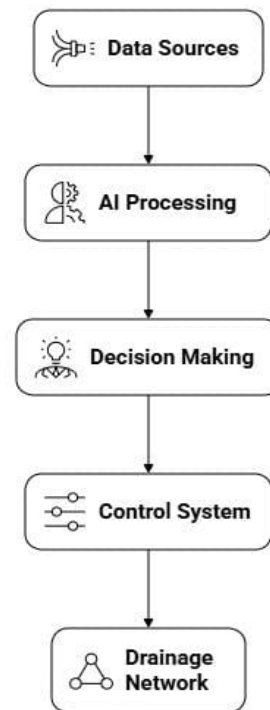 Data Sources
AI Processing
Decision Making
Control System
Drainage
Network